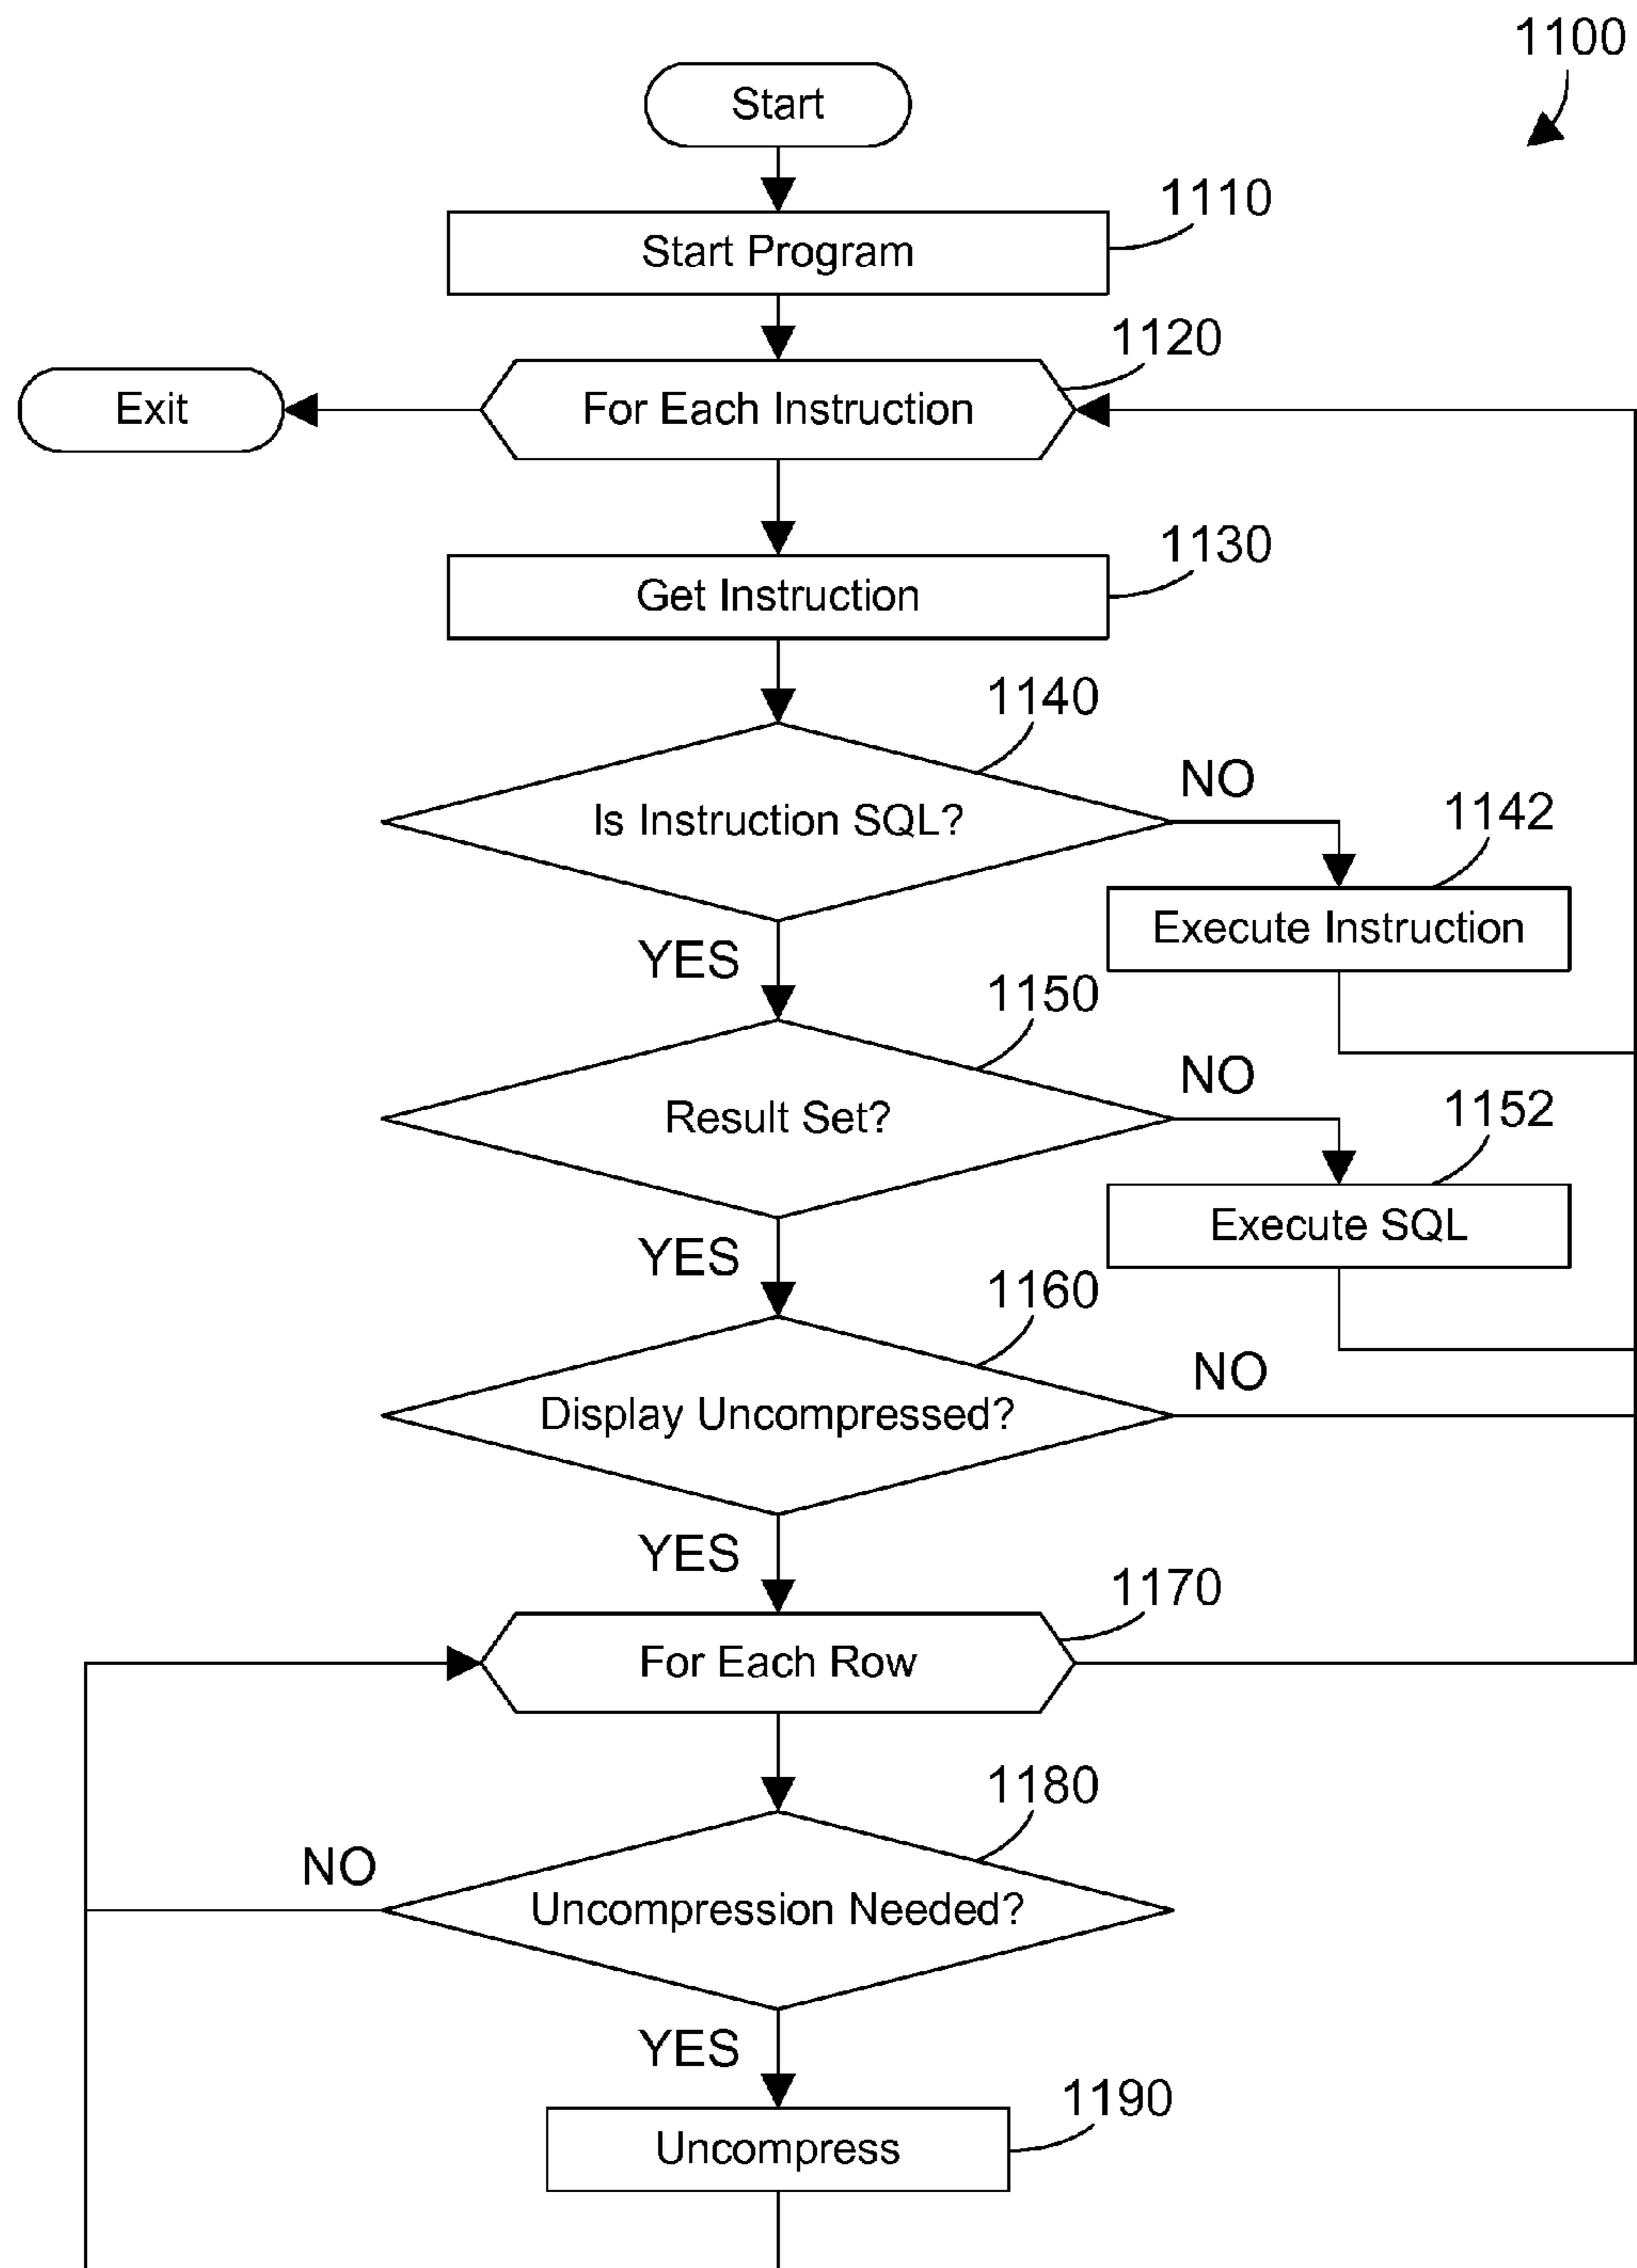 1100
Start
1110
Start Program
1120
Exit
For Each Instruction
1130
Get Instruction
1140
NO
Is Instruction SQL?
1142
Execute Instruction
YES
1150
NO
Result Set?
1152
Execute SQL
YES
1160
NO
Display Uncompressed?
YES
1170
For Each Row
1180
NO
Uncompression Needed?
YES
1190
Uncompress